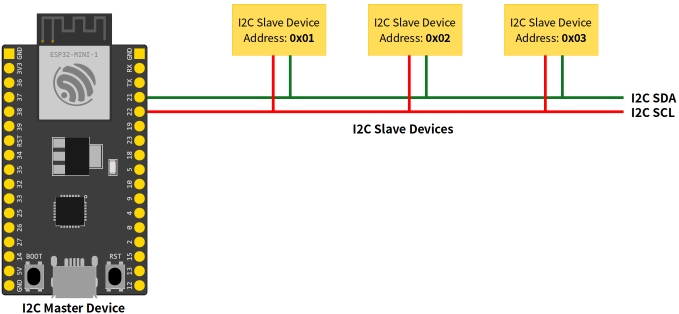 I2C Slave Device
Address: 0x01
I2C Slave Device
Address: 0x02
I2C Slave Device
Address: 0x03
ESP32-MINI-1
GND
3V3
36
37
38
39
RST
34
35
32
33
25
26
27
14
5V
GND
GND
RX
TX
21
22
19
23
18
5
10
9
4
0
2
15
13
12
BOOT
RST
I2C SDA
I2C SCL
I2C Slave Devices
I2C Master Device